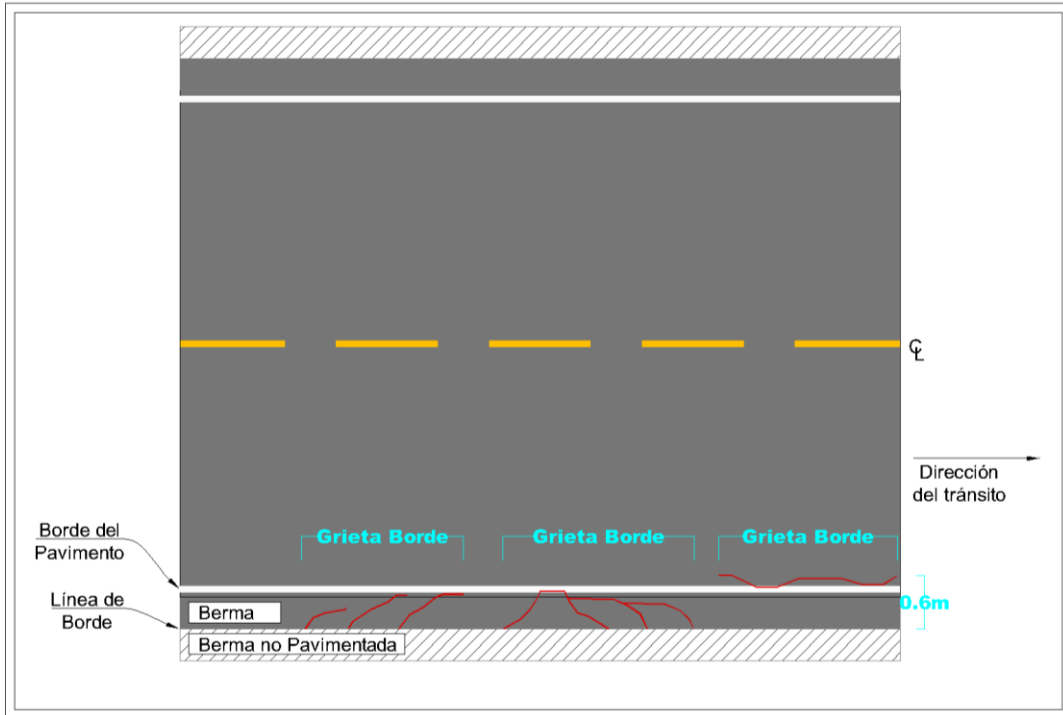 ℄
Dirección
del tránsito
Grieta Borde
Grieta Borde
Grieta Borde
Borde del
Pavimento
Línea de
Borde
0.6m
Berma
Berma no Pavimentada